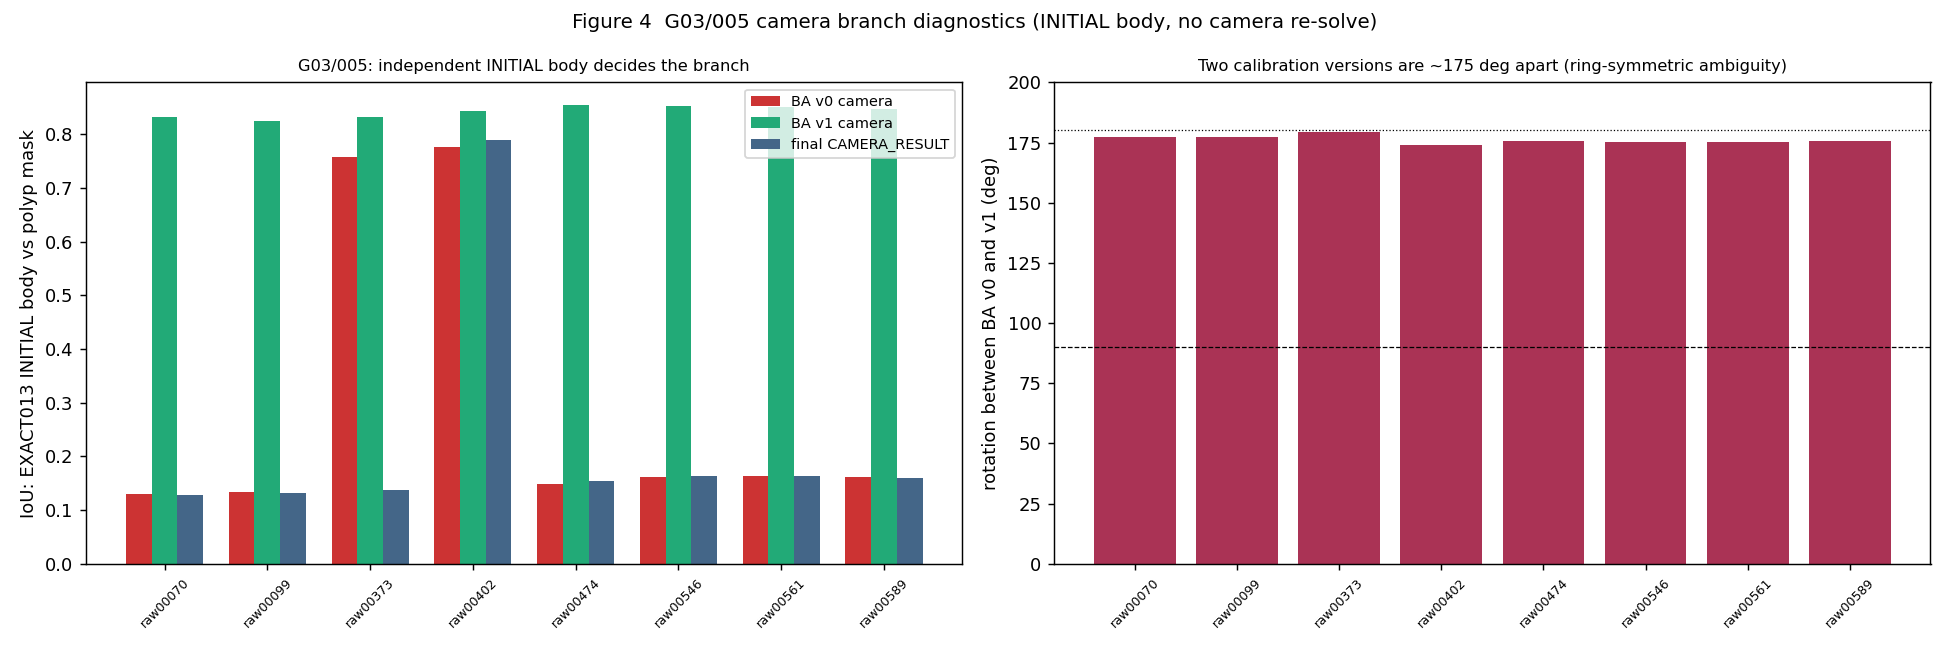 Figure 4  G03/005 camera branch diagnostics (INITIAL body, no camera re-solve)
G03/005: independent INITIAL body decides the branch
IoU: EXACT013 INITIAL body vs polyp mask
0.8
0.7
0.6
0.5
0.4
0.3
0.2
0.1
0.0
BA v0 camera
BA v1 camera
final CAMERA_RESULT
raw00070
raw00099
raw00373
raw00402
raw00474
raw00546
raw00561
raw00589
Two calibration versions are ~175 deg apart (ring-symmetric ambiguity)
rotation between BA v0 and v1 (deg)
200
175
150
125
100
75
50
25
0
raw00070
raw00099
raw00373
raw00402
raw00474
raw00546
raw00561
raw00589